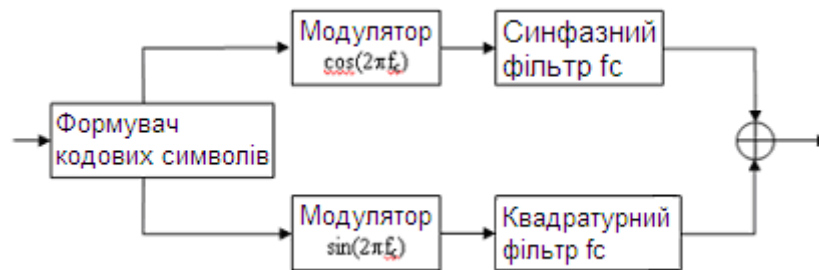 Модулятор
cos(2πfc)
Синфазний
фільтр fc
Формувач
кодових символів
Модулятор
sin(2πfc)
Квадратурний
фільтр fc